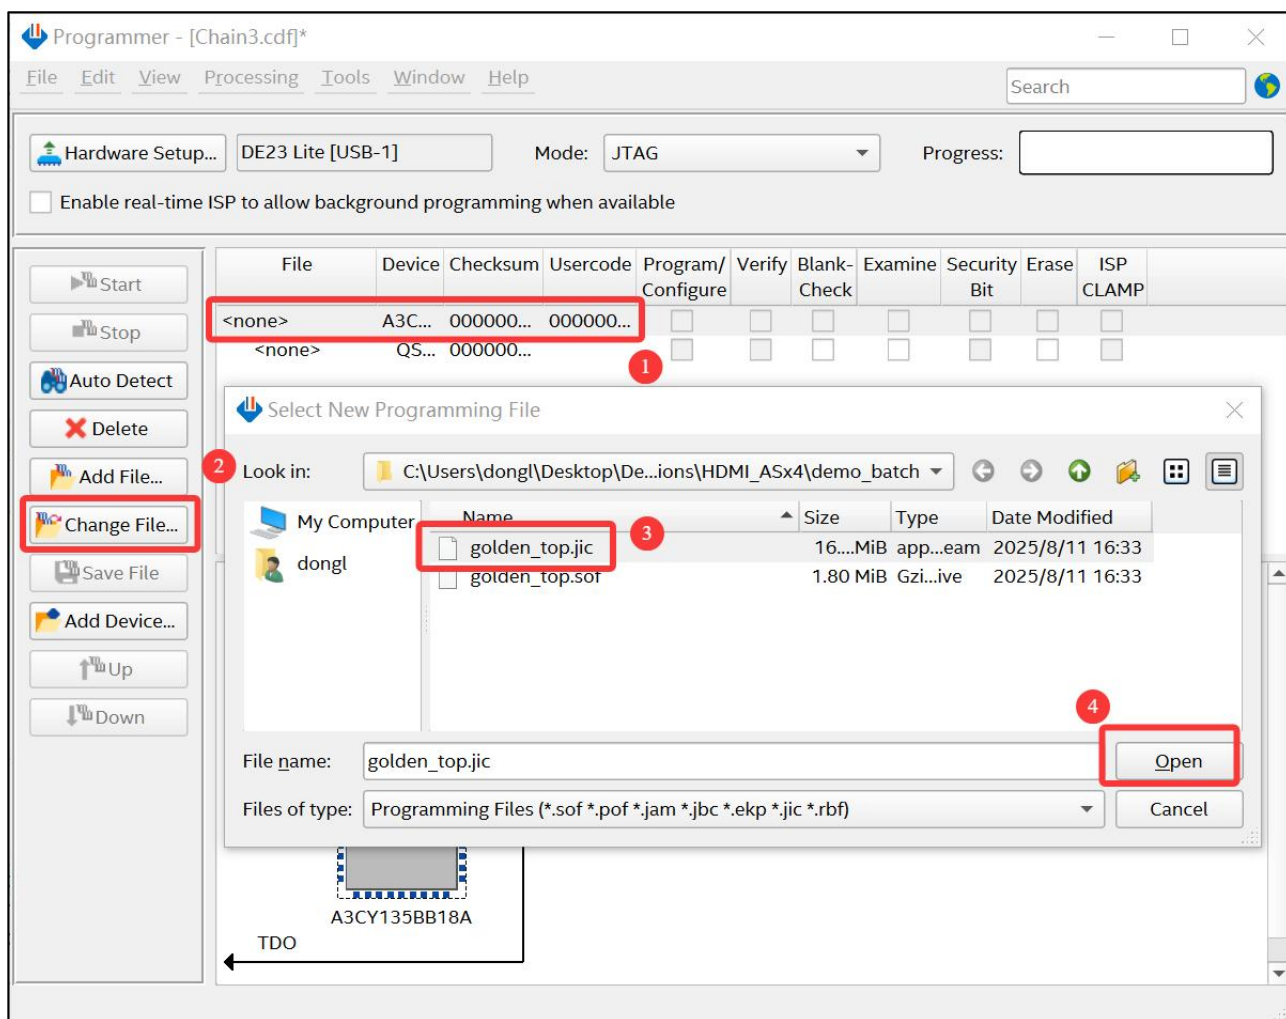 Programmer - [Chain3.cdf]*
File Edit View Processing Tools Window Help
Search
Hardware Setup... DE23 Lite [USB-1] Mode: JTAG Progress:
Enable real-time ISP to allow background programming when available
File Device Checksum Usercode Program/ Verify Blank- Examine Security Erase ISP
Configure Check Bit CLAMP
Start
<none> A3C... 000000... 000000...
Stop
<none> QS... 000000...
1
Auto Detect
Delete
Add File...
Change File...
Save File
Add Device...
Up
Down
Select New Programming File
2
Look in: C:\Users\dongl\Desktop\De...ions\HDMI_ASx4\demo_batch
My Computer
dongl
Name Size Type Date Modified
3
golden_top.jic 16....MiB app...eam 2025/8/11 16:33
golden_top.sof 1.80 MiB Gzi...ive 2025/8/11 16:33
4
File name: golden_top.jic Open
Files of type: Programming Files (*.sof *.pof *.jam *.jbc *.ekp *.jic *.rbf) Cancel
A3CY135BB18A
TDO